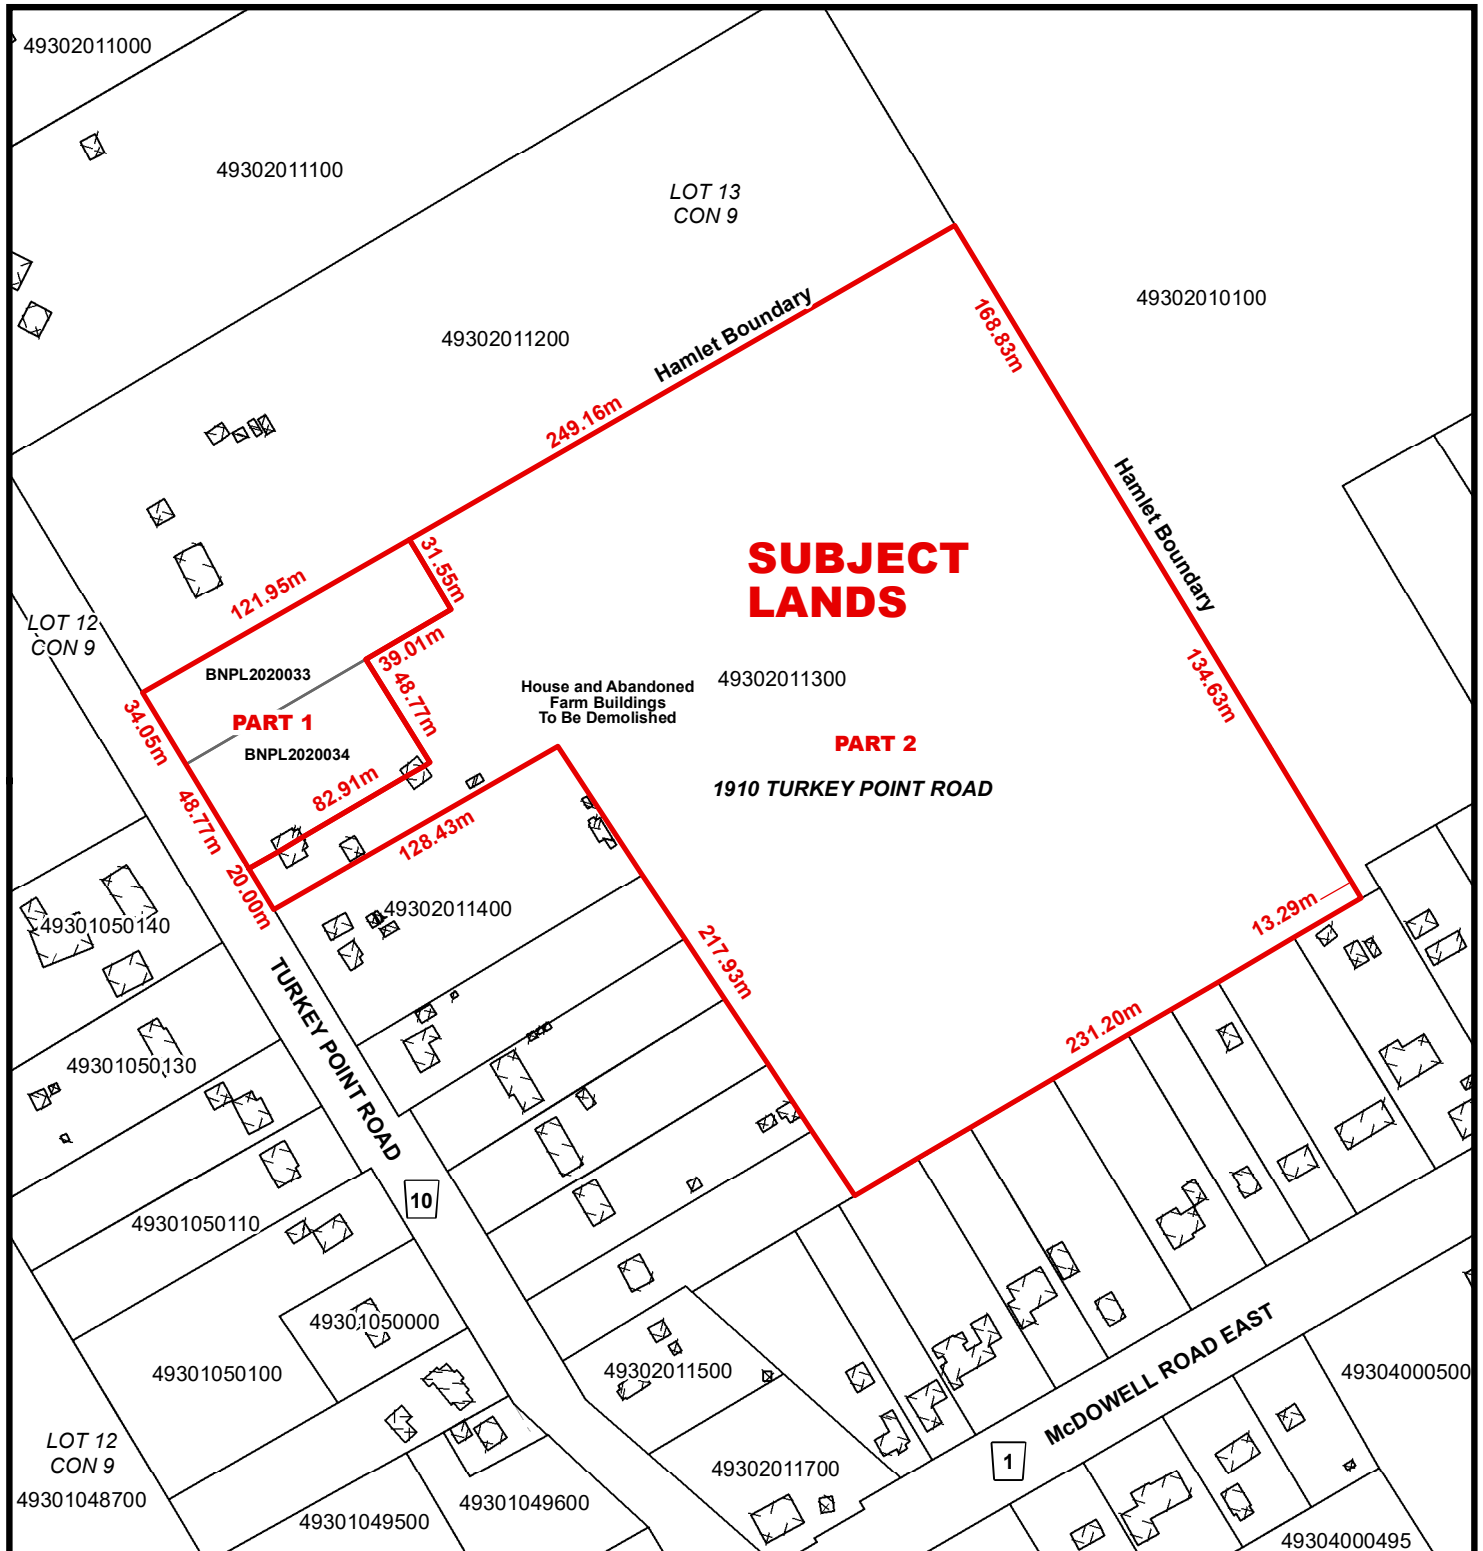 49302011000
49302011100
LOT 13
CON 9
49302010100
49302011200
Hamlet Boundary
168.83m
249.16m
Hamlet Boundary
SUBJECT
LANDS
31.55m
121.95m
LOT 12
CON 9
39.01m
BNPL2020033
48.77m
House and Abandoned
Farm Buildings
To Be Demolished
49302011300
134.63m
34.05m
PART 1
BNPL2020034
PART 2
82.91m
1910 TURKEY POINT ROAD
48.77m
128.43m
20.00m
49302011400
13.29m
49301050140
217.93m
TURKEY POINT ROAD
231.20m
49301050130
10
49301050110
49301050000
49301050100
49302011500
McDOWELL ROAD EAST
49304000500
LOT 12
CON 9
1
49302011700
49301048700
49301049600
49301049500
49304000495